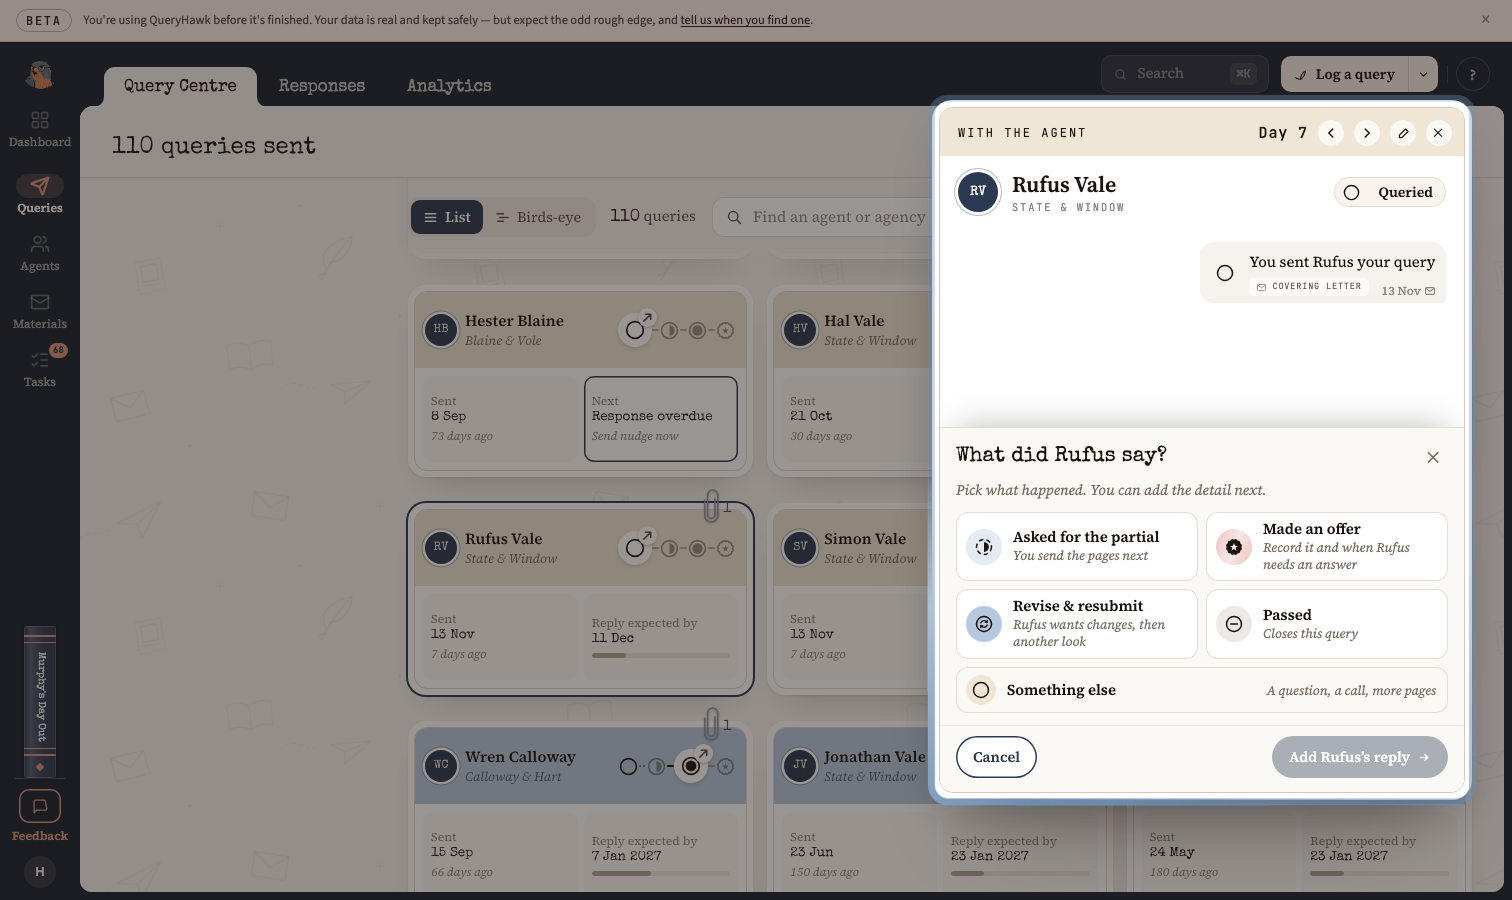 BETA
You're using QueryHawk before it's finished. Your data is real and kept safely — but expect the odd rough edge, and tell us when you find one.
Query Centre
Responses
Analytics
Search
⌘K
Log a query
?
Dashboard
Queries
Agents
Materials
68
Tasks
Murphy's Day Out
Feedback
H
110 queries sent
List
Birds-eye
110 queries
Find an agent or agency
HB
Hester Blaine
Blaine & Vole
Sent
8 Sep
73 days ago
Next
Response overdue
Send nudge now
HV
Hal Vale
State & Window
Sent
21 Oct
30 days ago
1
RV
Rufus Vale
State & Window
Sent
13 Nov
7 days ago
Reply expected by
11 Dec
SV
Simon Vale
State & Window
Sent
13 Nov
7 days ago
1
WC
Wren Calloway
Calloway & Hart
Sent
15 Sep
66 days ago
Reply expected by
7 Jan 2027
JV
Jonathan Vale
State & Window
Sent
23 Jun
150 days ago
Reply expected by
23 Jan 2027
Sent
24 May
180 days ago
Reply expected by
23 Jan 2027
WITH THE AGENT
Day 7
RV
Rufus Vale
STATE & WINDOW
Queried
You sent Rufus your query
COVERING LETTER
13 Nov
What did Rufus say?
Pick what happened. You can add the detail next.
Asked for the partial
You send the pages next
Made an offer
Record it and when Rufus
needs an answer
Revise & resubmit
Rufus wants changes, then
another look
Passed
Closes this query
Something else
A question, a call, more pages
Cancel
Add Rufus's reply →